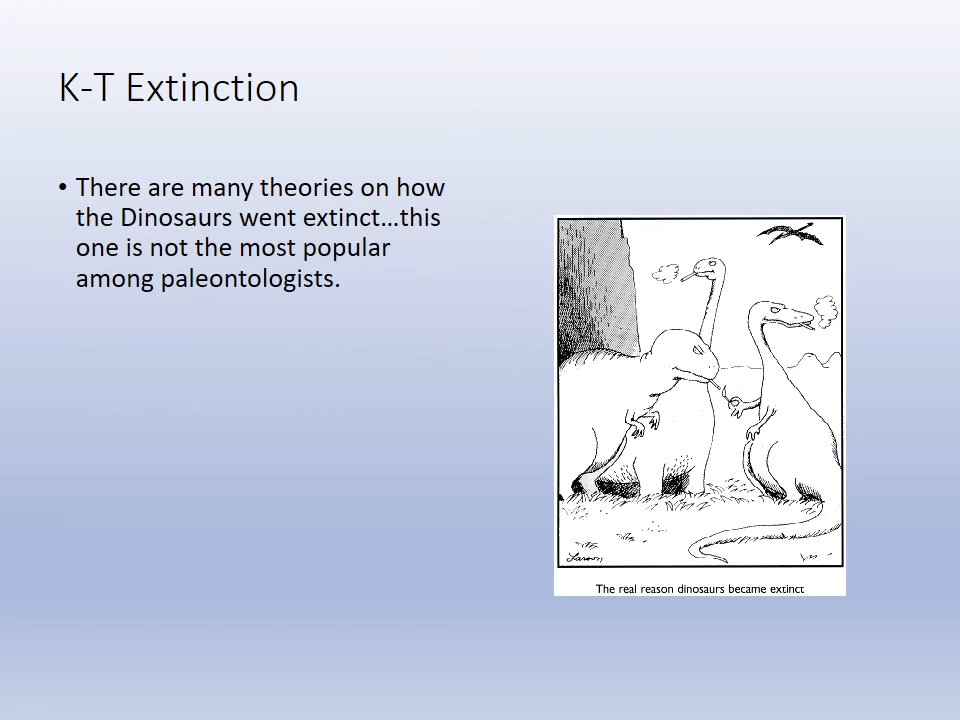 K-T Extinction
• There are many theories on how
the Dinosaurs went extinct...this
one is not the most popular
among paleontologists.
Larson
The real reason dinosaurs became extinct